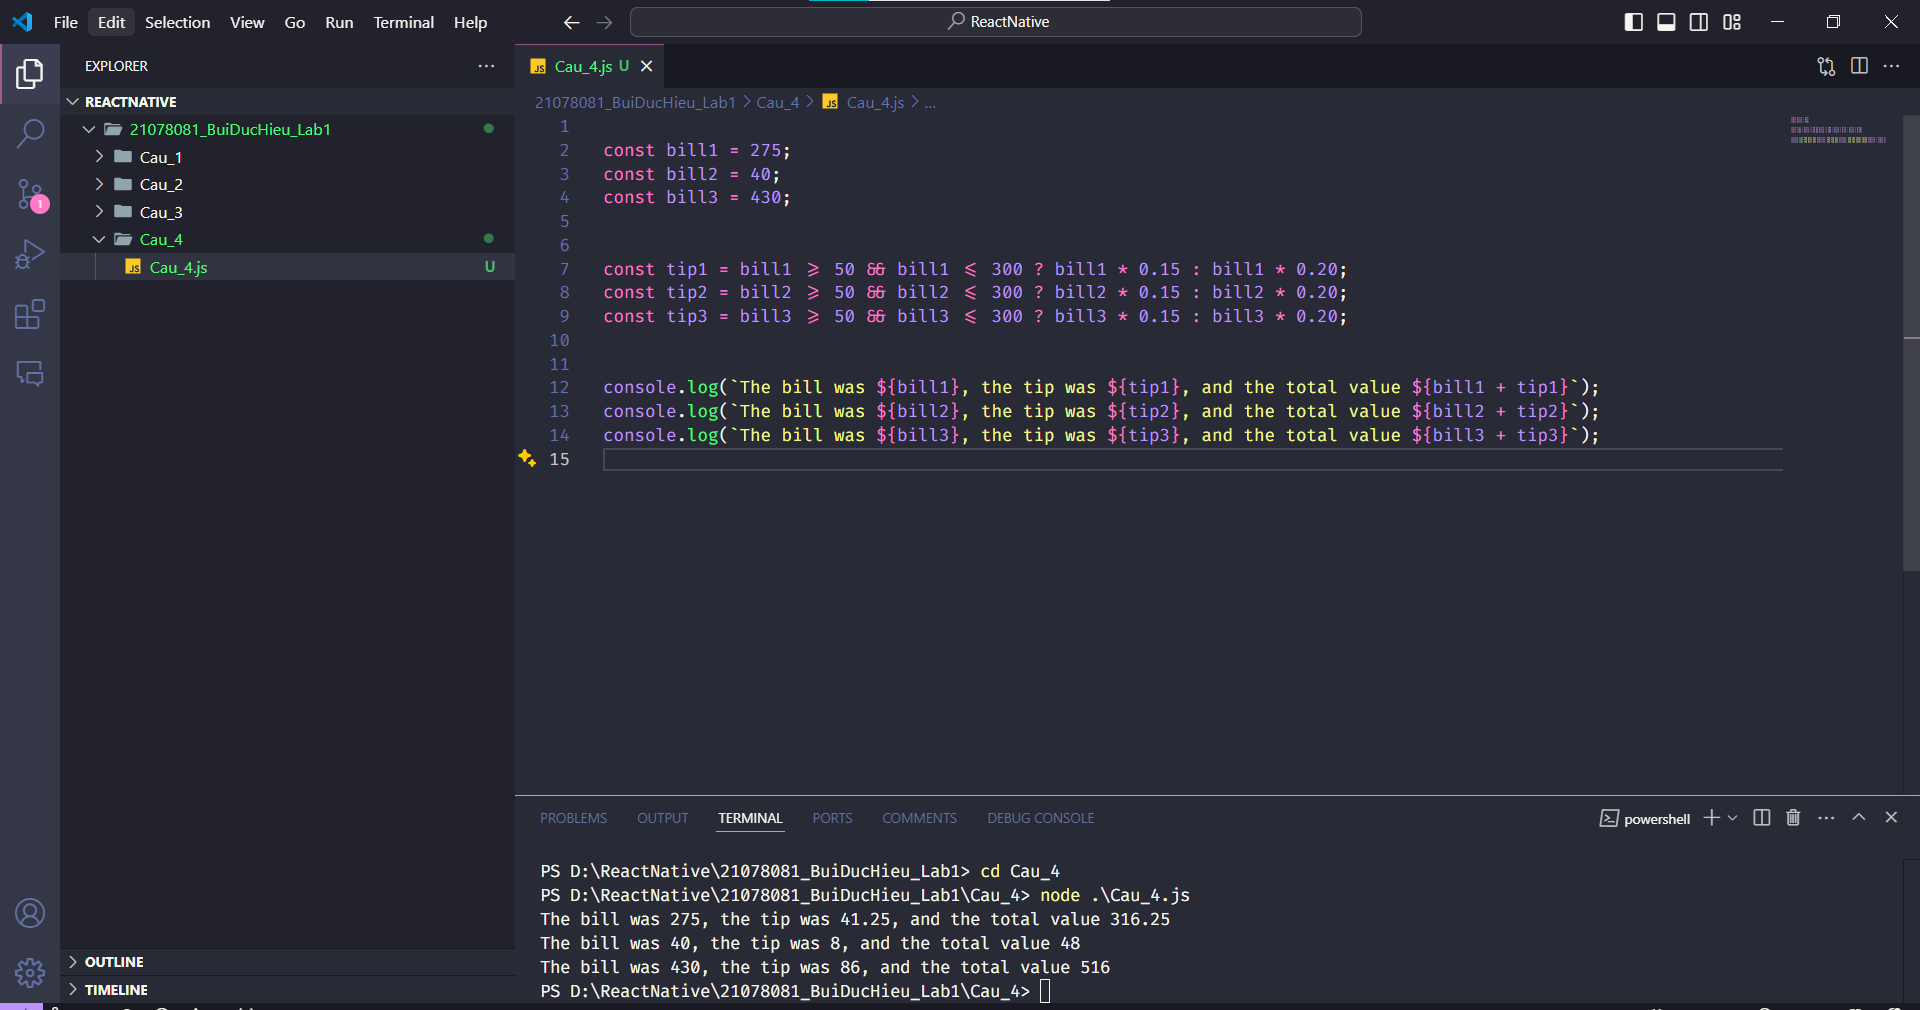 File Edit Selection View Go Run Terminal Help
ReactNative
EXPLORER
REACTNATIVE
21078081_BuiDucHieu_Lab1
Cau_1
Cau_2
Cau_3
Cau_4
JS Cau_4.js U
1
JS Cau_4.js U
21078081_BuiDucHieu_Lab1 > Cau_4 > JS Cau_4.js > ...
1
2 const bill1 = 275;
3 const bill2 = 40;
4 const bill3 = 430;
5
6
7 const tip1 = bill1 >= 50 && bill1 <= 300 ? bill1 * 0.15 : bill1 * 0.20;
8 const tip2 = bill2 >= 50 && bill2 <= 300 ? bill2 * 0.15 : bill2 * 0.20;
9 const tip3 = bill3 >= 50 && bill3 <= 300 ? bill3 * 0.15 : bill3 * 0.20;
10
11
12 console.log(`The bill was ${bill1}, the tip was ${tip1}, and the total value ${bill1 + tip1}`);
13 console.log(`The bill was ${bill2}, the tip was ${tip2}, and the total value ${bill2 + tip2}`);
14 console.log(`The bill was ${bill3}, the tip was ${tip3}, and the total value ${bill3 + tip3}`);
15
PROBLEMS OUTPUT TERMINAL PORTS COMMENTS DEBUG CONSOLE
powershell
PS D:\ReactNative\21078081_BuiDucHieu_Lab1> cd Cau_4
PS D:\ReactNative\21078081_BuiDucHieu_Lab1\Cau_4> node .\Cau_4.js
The bill was 275, the tip was 41.25, and the total value 316.25
The bill was 40, the tip was 8, and the total value 48
The bill was 430, the tip was 86, and the total value 516
PS D:\ReactNative\21078081_BuiDucHieu_Lab1\Cau_4>
OUTLINE
TIMELINE